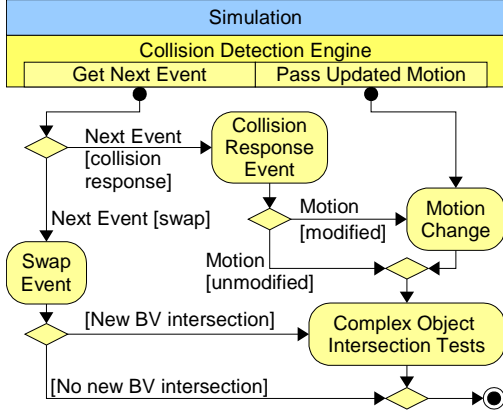 Simulation
Collision Detection Engine
Get Next Event
Pass Updated Motion
Next Event
[collision
response]
Collision
Response
Event
Next Event [swap]
Motion
[modified]
Motion
Change
Motion
[unmodified]
Swap
Event
[New BV intersection]
Complex Object
Intersection Tests
[No new BV intersection]